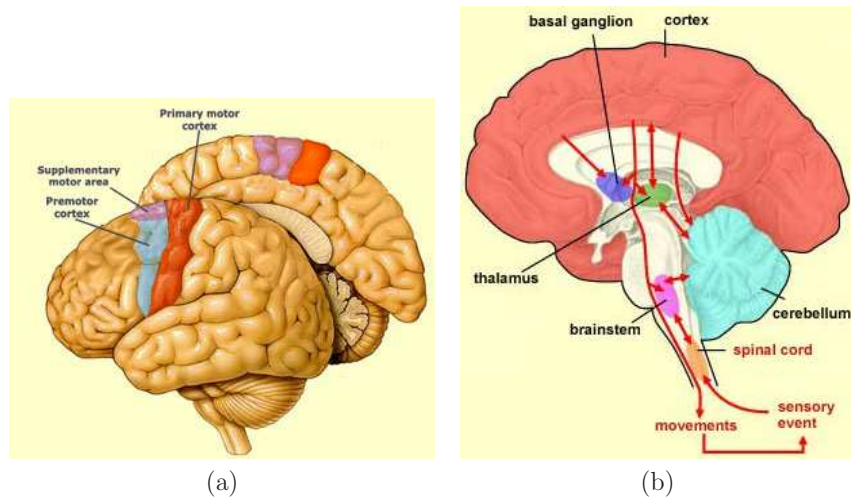 Primary motor
cortex
Supplementary
motor area
Premotor
cortex
(a)
basal ganglion
cortex
thalamus
brainstem
cerebellum
spinal cord
sensory
event
movements
(b)